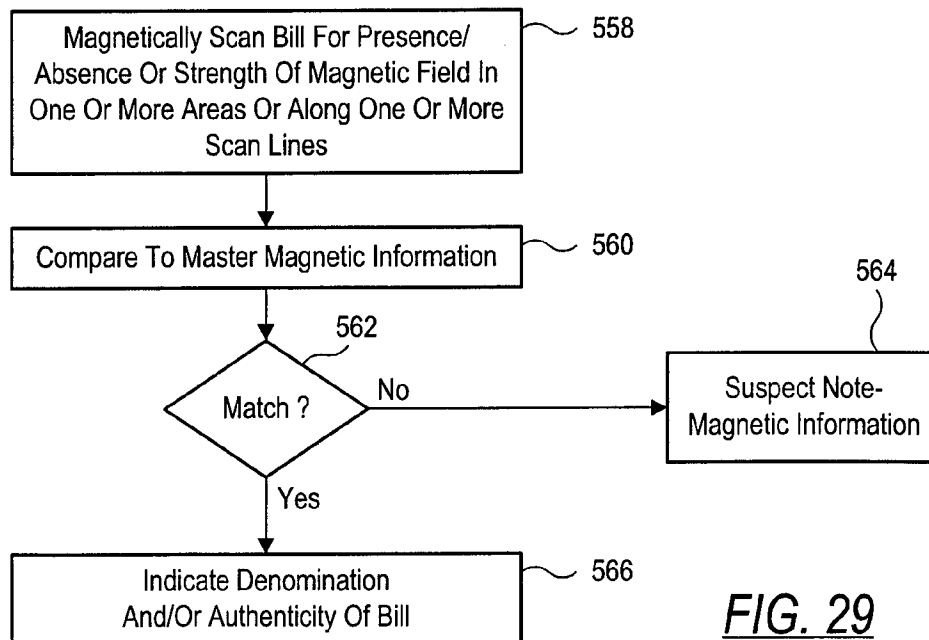 Magnetically Scan Bill For Presence/
Absence Or Strength Of Magnetic Field In
One Or More Areas Or Along One Or More
Scan Lines
558
Compare To Master Magnetic Information
560
562
Match ?
No
564
Suspect Note-
Magnetic Information
Yes
Indicate Denomination
And/Or Authenticity Of Bill
566
FIG. 29